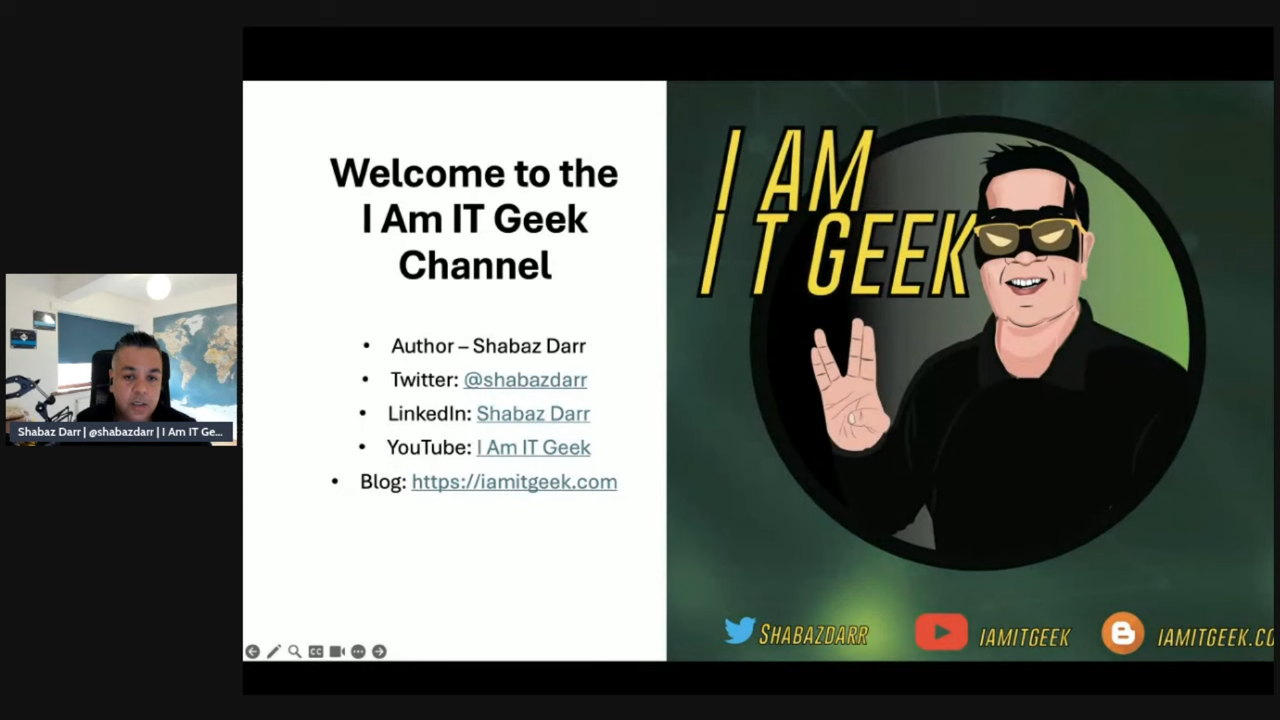 Welcome to the
I Am IT Geek
Channel
• Author – Shabaz Darr
• Twitter: @shabazdarr
• LinkedIn: Shabaz Darr
• YouTube: I Am IT Geek
• Blog: https://iamitgeek.com
I AM
IT GEEK
Shabaz Darr | @shabazdarr | I Am IT Ge...
CC
SHABAZDARR
IAMITGEEK
IAMITGEEK.CO